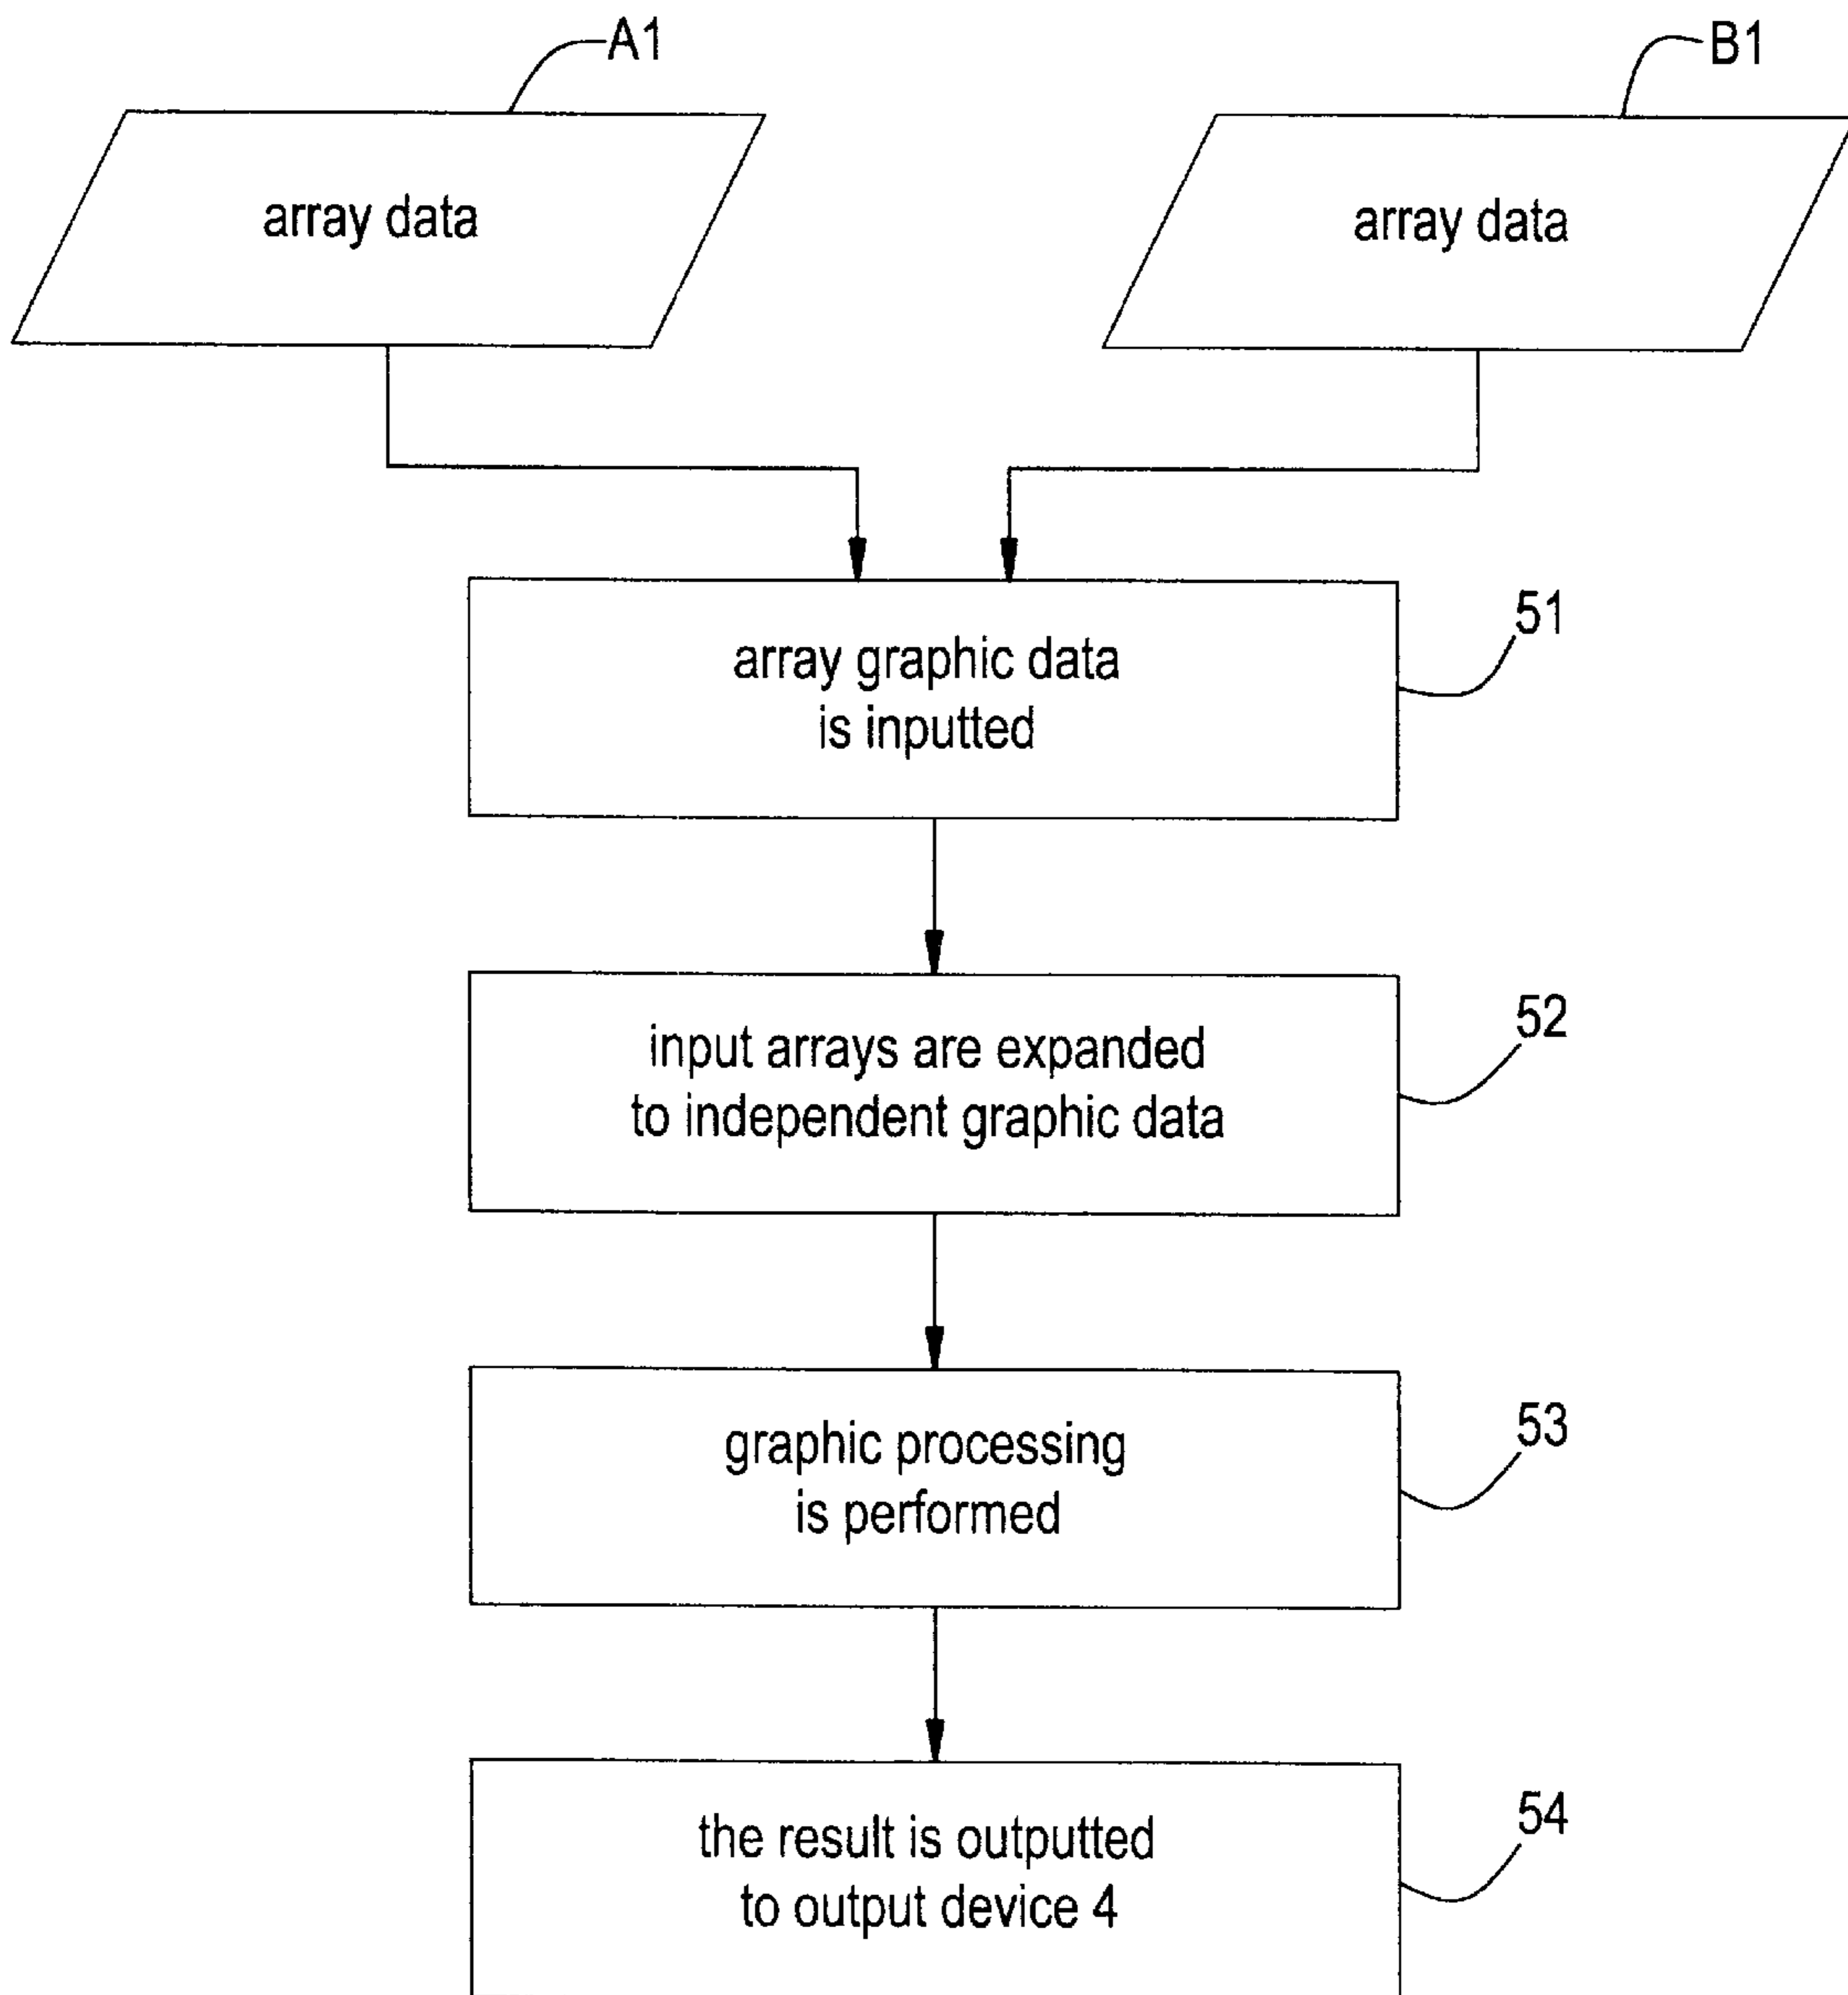 A1
B1
array data
array data
51
array graphic data
is inputted
52
input arrays are expanded
to independent graphic data
53
graphic processing
is performed
54
the result is outputted
to output device 4